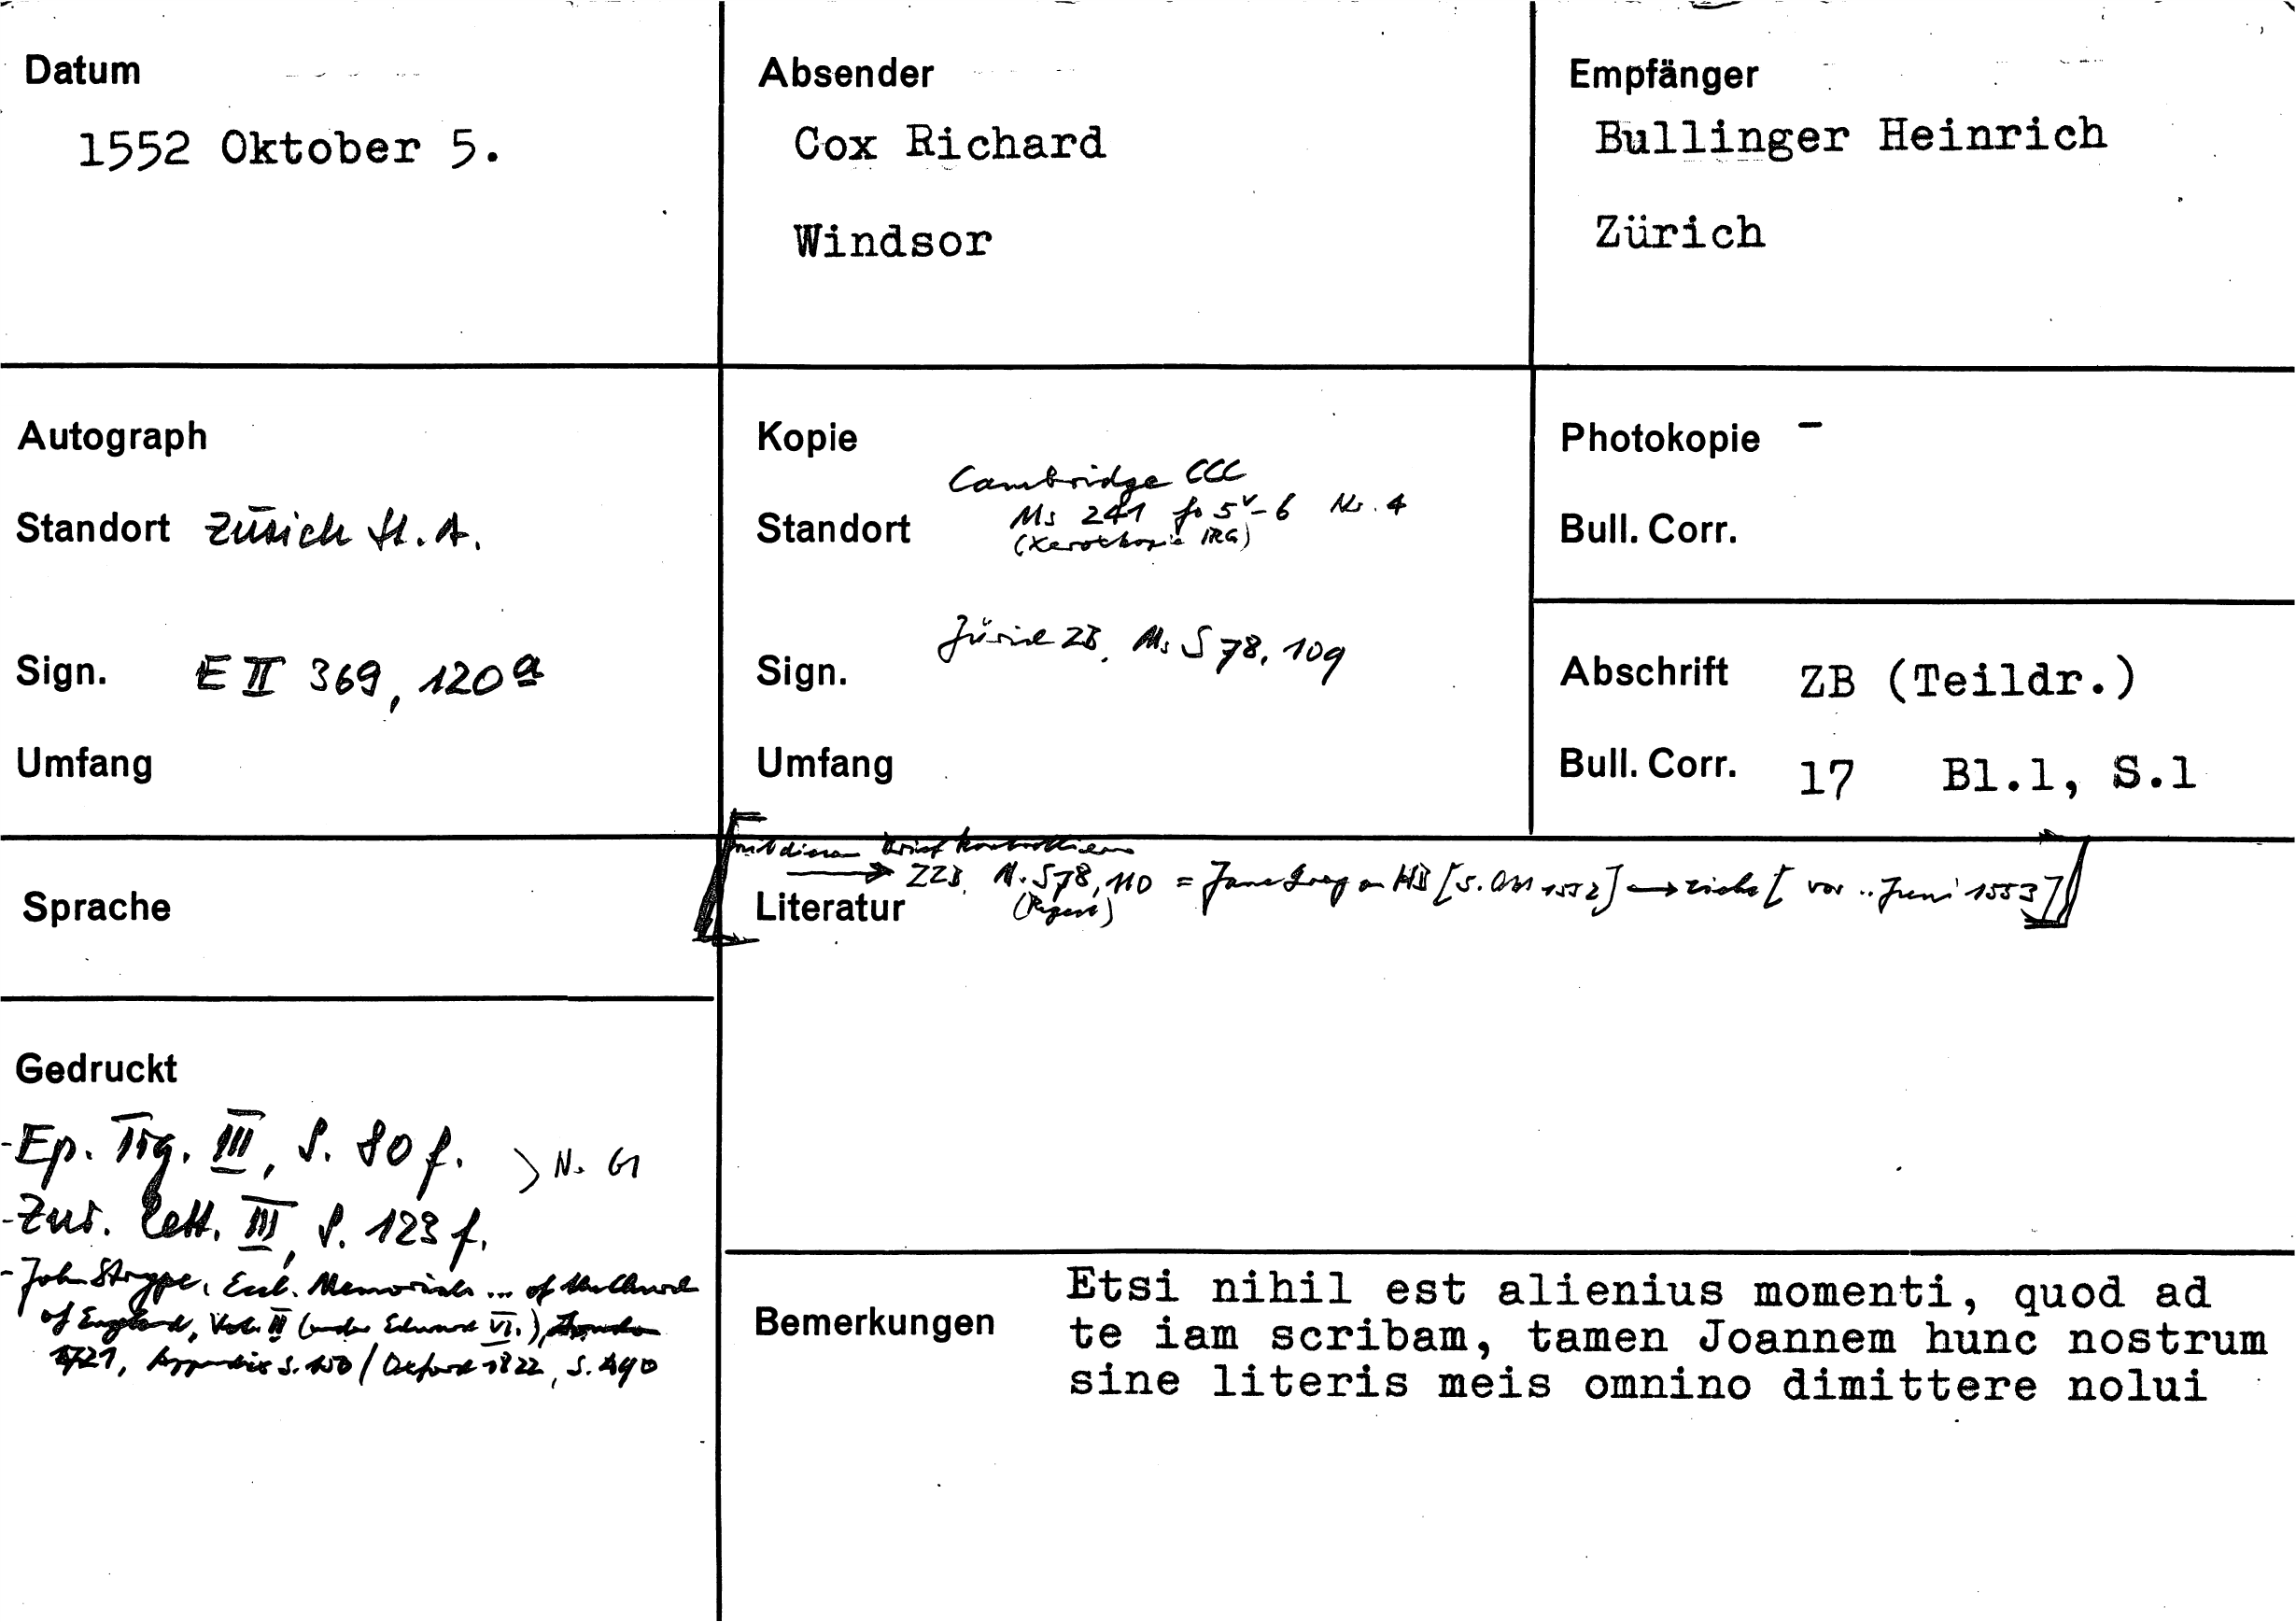 Datum
1552 Oktober 5.
Absender
Cox Richard
Windsor
Empfänger
Bullinger Heinrich
Zürich
Autograph
Standort Zürich St.A.
Sign. E II 369, 120a
Umfang
Kopie
Cambridge CCC
Standort Ms 241 fo 5v-6 Nr. 4
(Xerokopie IRG)
Zürich ZB, Ms S 78, 109
Sign.
Umfang
Photokopie -
Bull. Corr.
Abschrift ZB (Teildr.)
Bull. Corr. 17 Bl.1, S.1
Sprache
mit diesem Brief kontrollieren
→ ZZB, Ms S 78, 110 = Jane Grey an HB [5. Okt 1552] → siehe [vor .. Juni 1553]
Literatur
Gedruckt
-Ep. Tig. III, S. 80 f. > Nr. 61
-Zur. Lett. III, S. 123 f.
-John Strype, Eccl. Memorials ... of the Church
of England, Vol. II (under Edward VI.), London
1721, Appendix S. 150 / Oxford 1822, S. 490
Bemerkungen
Etsi nihil est alienius momenti, quod ad
te iam scribam, tamen Joannem hunc nostrum
sine literis meis omnino dimittere nolui